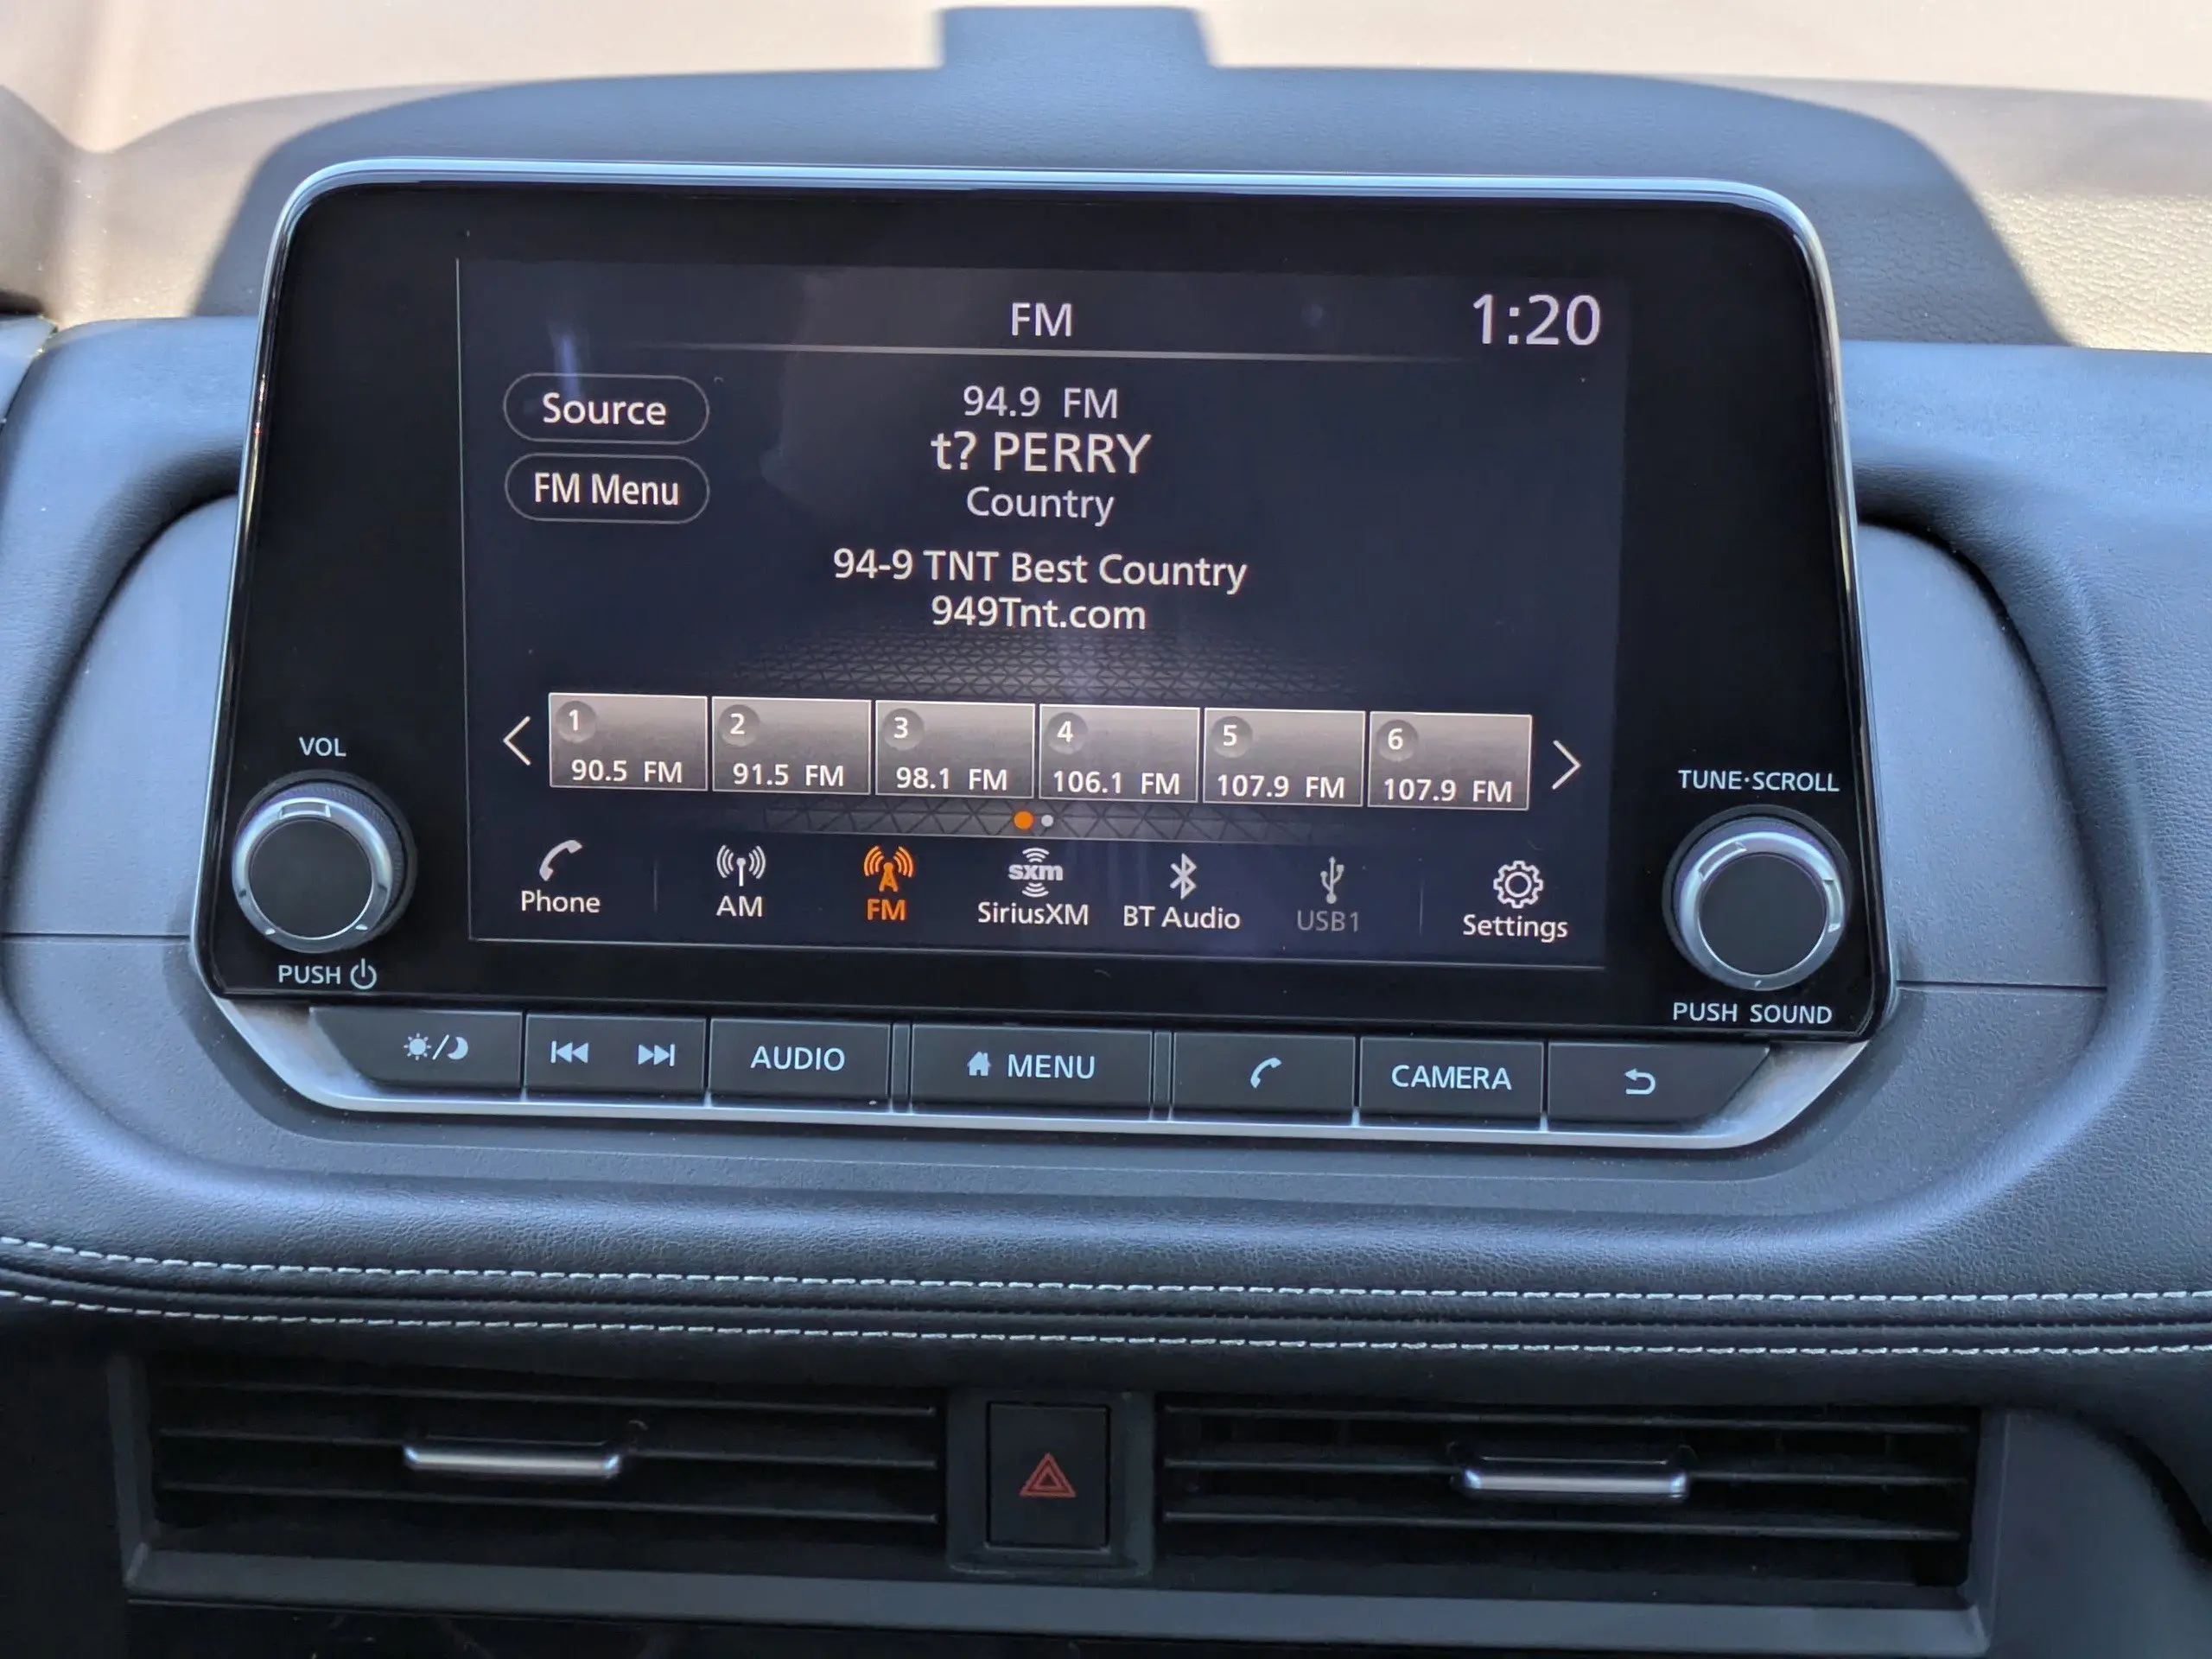 FM
1:20
Source
94.9 FM
t? PERRY
FM Menu
Country
94-9 TNT Best Country
949Tnt.com
1
2
3
4
5
6
90.5 FM
91.5 FM
98.1 FM
106.1 FM
107.9 FM
107.9 FM
VOL
TUNE·SCROLL
Phone
AM
FM
sxm
SiriusXM
BT Audio
USB1
Settings
PUSH
PUSH SOUND
AUDIO
MENU
CAMERA